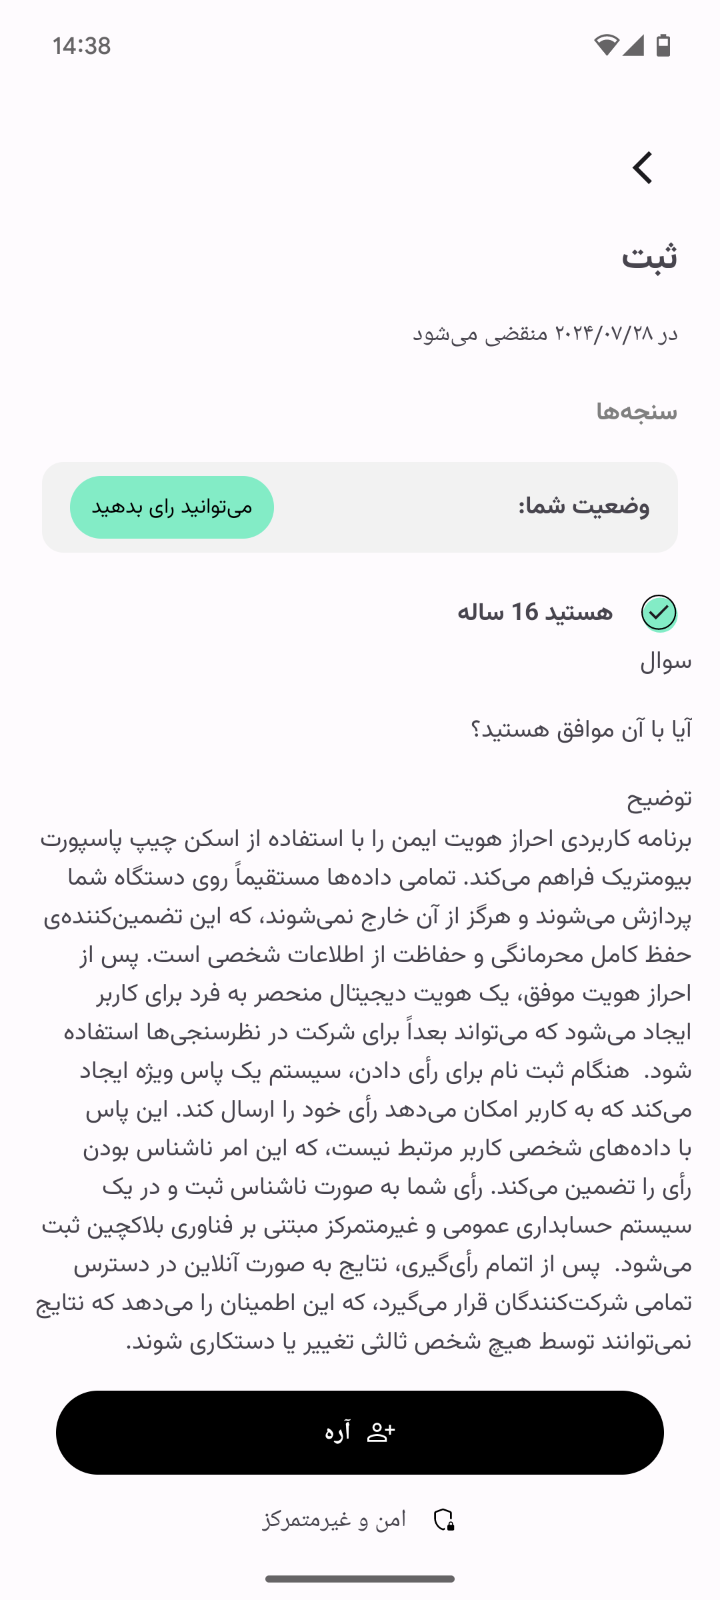 14:38
ثبت
در ۲۰۲۴/۰۷/۲۸ منقضی می‌شود
سنجه‌ها
وضعیت شما:
می‌توانید رای بدهید
هستید 16 ساله
سوال
آیا با آن موافق هستید؟
توضیح
برنامه کاربردی احراز هویت ایمن را با استفاده از اسکن چیپ پاسپورت
بیومتریک فراهم می‌کند. تمامی داده‌ها مستقیماً روی دستگاه شما
پردازش می‌شوند و هرگز از آن خارج نمی‌شوند، که این تضمین‌کننده‌ی
حفظ کامل محرمانگی و حفاظت از اطلاعات شخصی است. پس از
احراز هویت موفق، یک هویت دیجیتال منحصر به فرد برای کاربر
ایجاد می‌شود که می‌تواند بعداً برای شرکت در نظرسنجی‌ها استفاده
شود.  هنگام ثبت نام برای رأی دادن، سیستم یک پاس ویژه ایجاد
می‌کند که به کاربر امکان می‌دهد رأی خود را ارسال کند. این پاس
با داده‌های شخصی کاربر مرتبط نیست، که این امر ناشناس بودن
رأی را تضمین می‌کند. رأی شما به صورت ناشناس ثبت و در یک
سیستم حسابداری عمومی و غیرمتمرکز مبتنی بر فناوری بلاکچین ثبت
می‌شود.  پس از اتمام رأی‌گیری، نتایج به صورت آنلاین در دسترس
تمامی شرکت‌کنندگان قرار می‌گیرد، که این اطمینان را می‌دهد که نتایج
نمی‌توانند توسط هیچ شخص ثالثی تغییر یا دستکاری شوند.
آره
امن و غیرمتمرکز